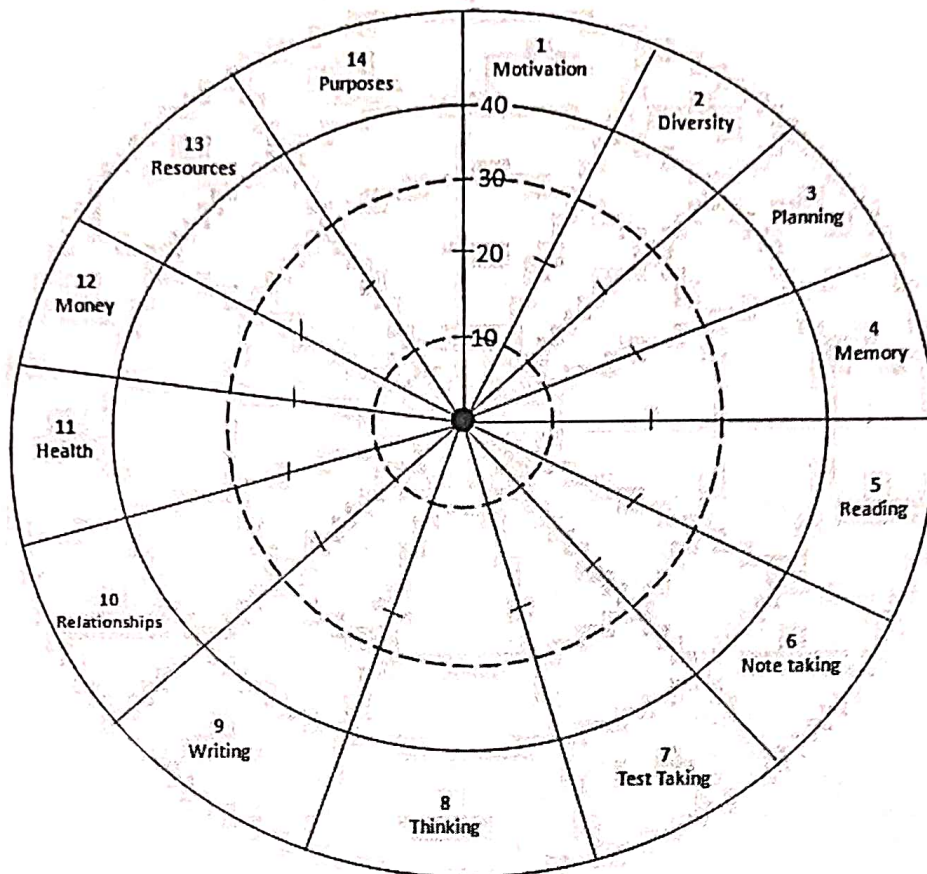 1
Motivation
2
Diversity
3
Planning
4
Memory
5
Reading
6
Note taking
7
Test Taking
8
Thinking
9
Writing
10
Relationships
11
Health
12
Money
13
Resources
14
Purposes
40
30
20
10